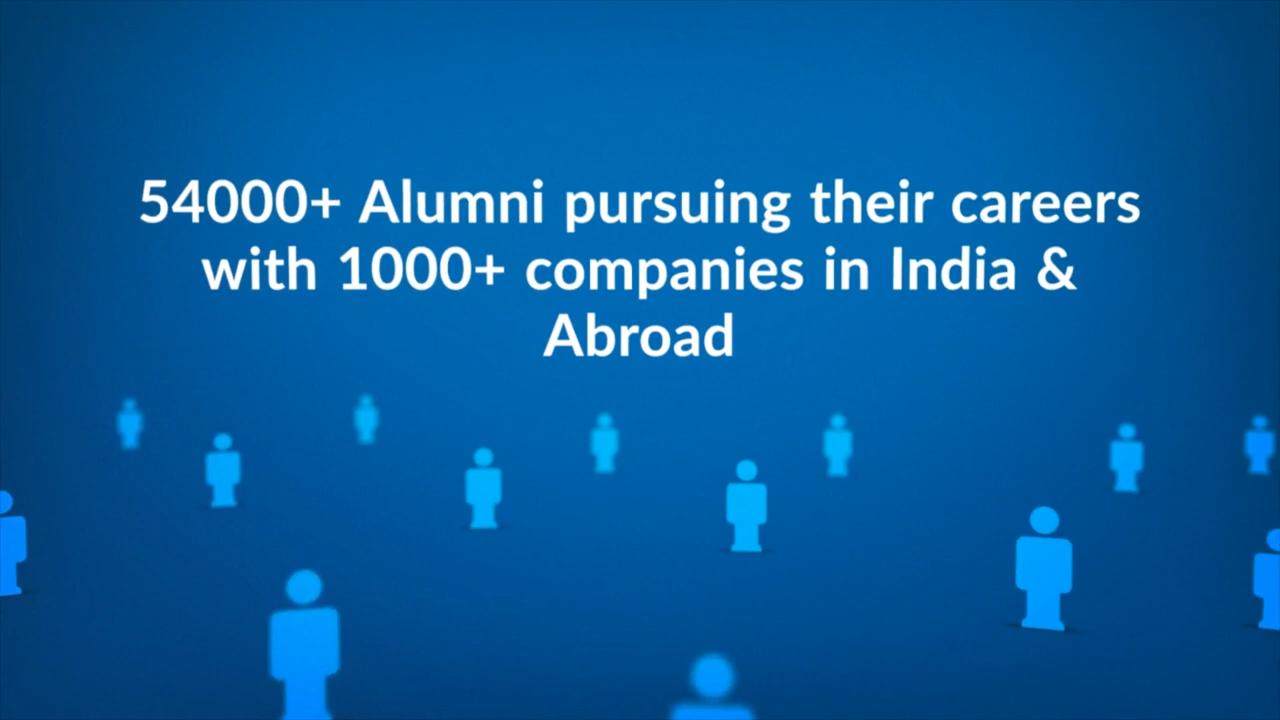 54000+ Alumni pursuing their careers
with 1000+ companies in India &
Abroad